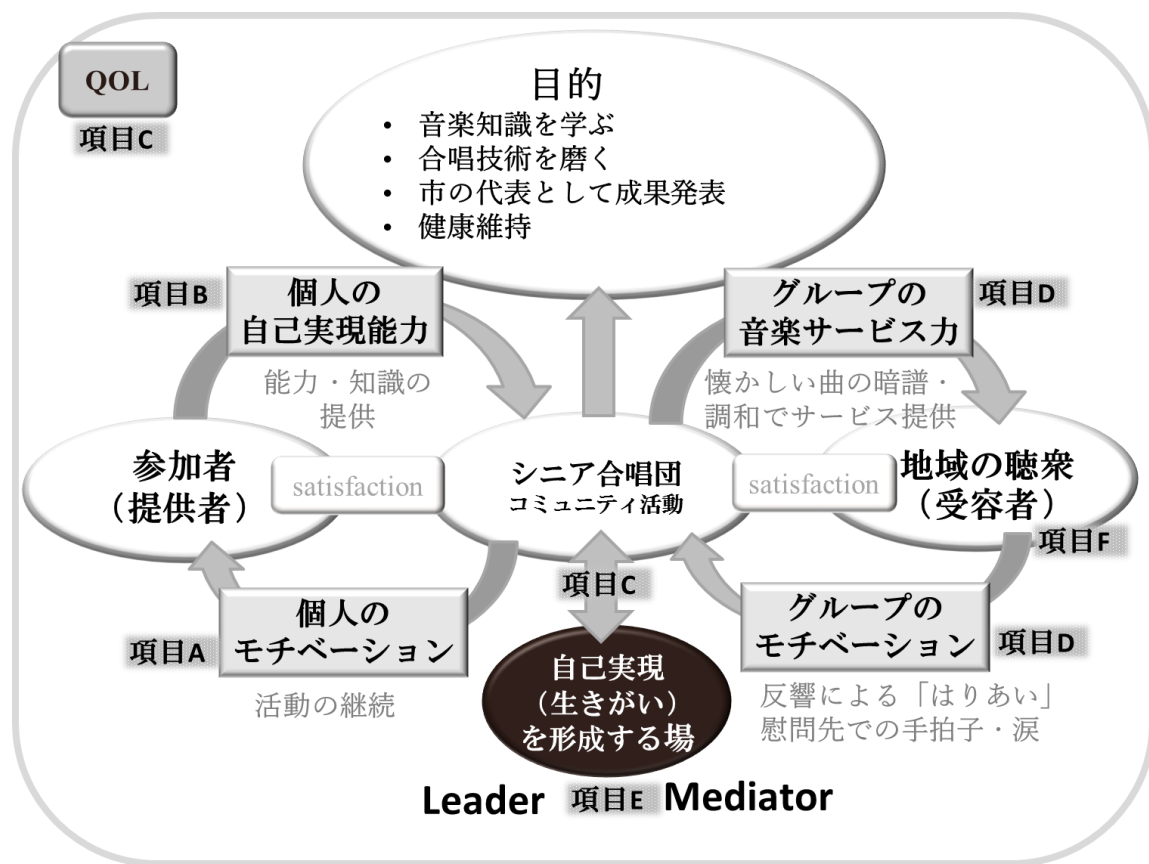 QOL
項目C
目的
• 音楽知識を学ぶ
• 合唱技術を磨く
• 市の代表として成果発表
• 健康維持
項目B
個人の
自己実現能力
グループの
音楽サービス力
項目D
能力・知識の
提供
懐かしい曲の暗譜・
調和でサービス提供
参加者
（提供者）
satisfaction
シニア合唱団
コミュニティ活動
satisfaction
地域の聴衆
（受容者）
項目F
項目C
項目A
個人の
モチベーション
グループの
モチベーション
項目D
活動の継続
自己実現
（生きがい）
を形成する場
反響による「はりあい」
慰問先での手拍子・涙
Leader
項目E
Mediator